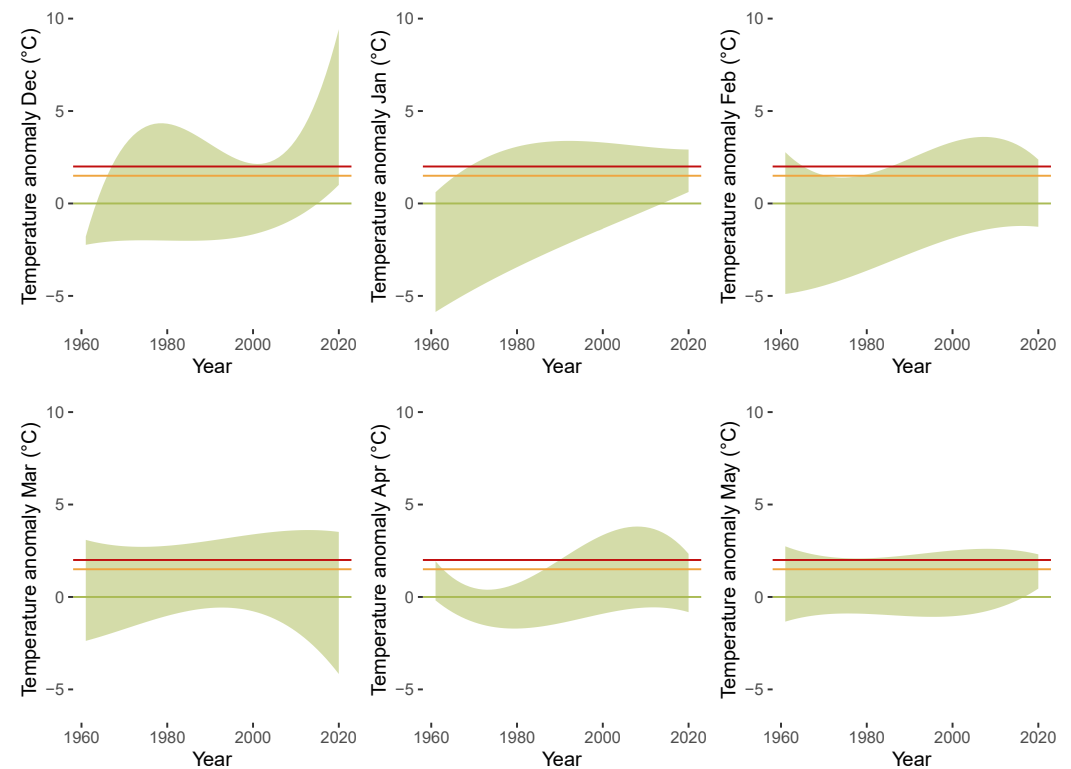 Temperature anomaly Dec (°C)
10
5
0
−5
1960 1980 2000 2020
Year
Temperature anomaly Jan (°C)
10
5
0
−5
1960 1980 2000 2020
Year
Temperature anomaly Feb (°C)
10
5
0
−5
1960 1980 2000 2020
Year
Temperature anomaly Mar (°C)
10
5
0
−5
1960 1980 2000 2020
Year
Temperature anomaly Apr (°C)
10
5
0
−5
1960 1980 2000 2020
Year
Temperature anomaly May (°C)
10
5
0
−5
1960 1980 2000 2020
Year